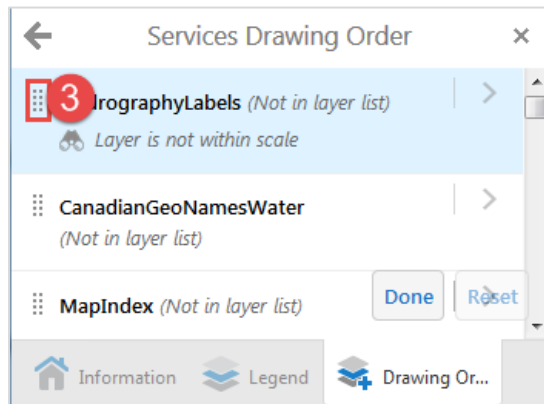 Services Drawing Order
3
drographyLabels (Not in layer list)
Layer is not within scale
CanadianGeoNamesWater
(Not in layer list)
MapIndex (Not in layer list)
Done
Reset
Information
Legend
Drawing Or...